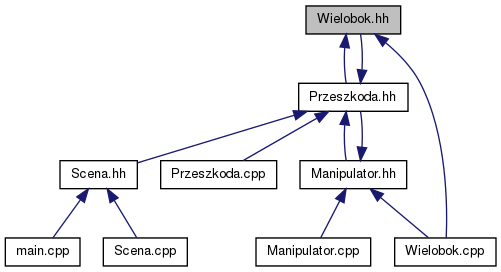 Wielobok.hh
Przeszkoda.hh
Scena.hh
Przeszkoda.cpp
Manipulator.hh
main.cpp
Scena.cpp
Manipulator.cpp
Wielobok.cpp